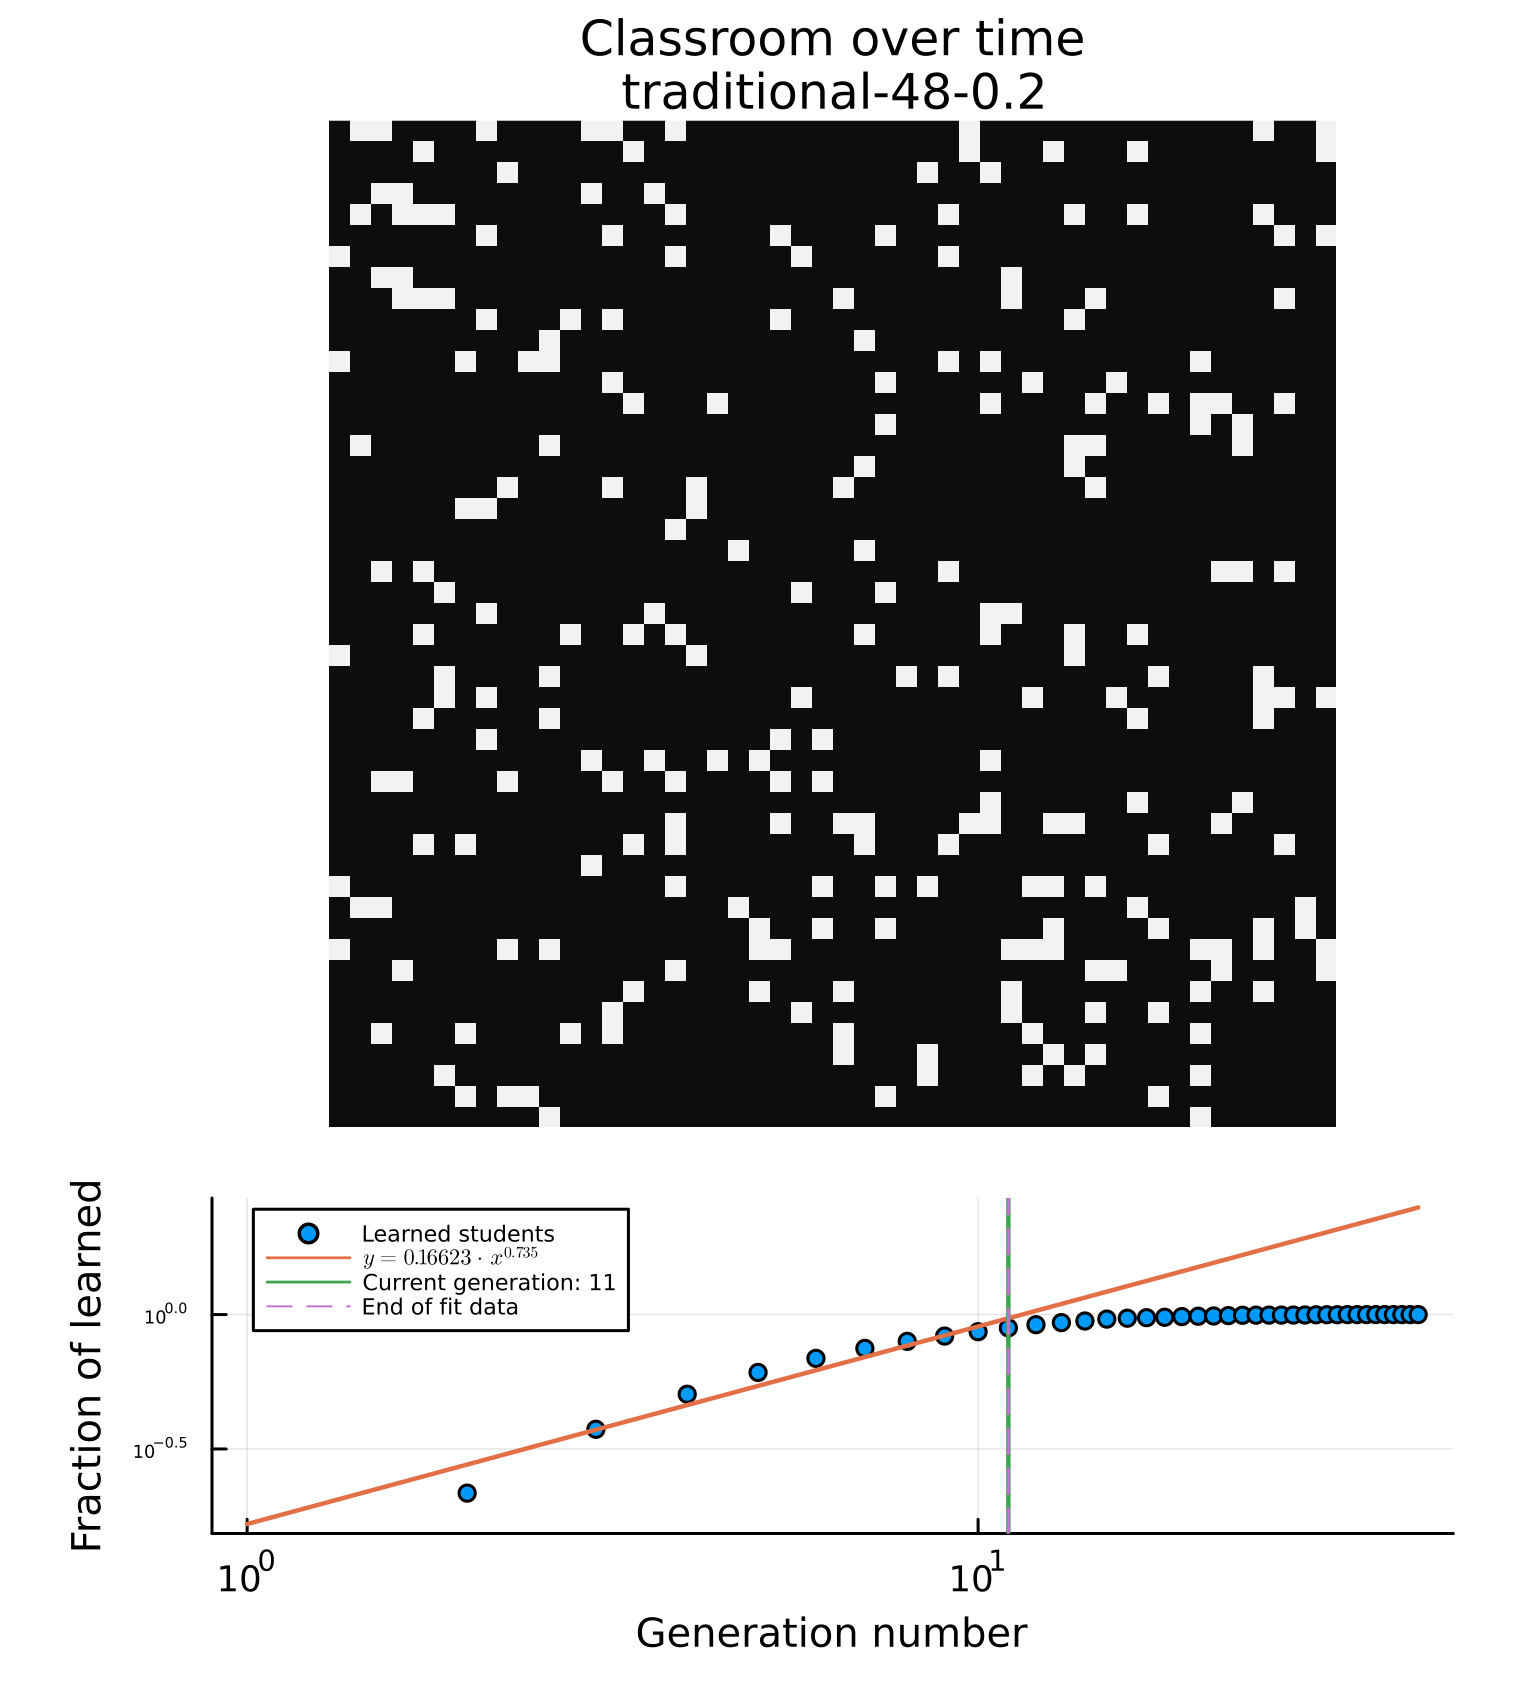 Classroom over time
traditional-48-0.2
Fraction of learned
Learned students
y = 0.16623 · x^0.735
Current generation: 11
End of fit data
10^0.0
10^−0.5
10^0
10^1
Generation number